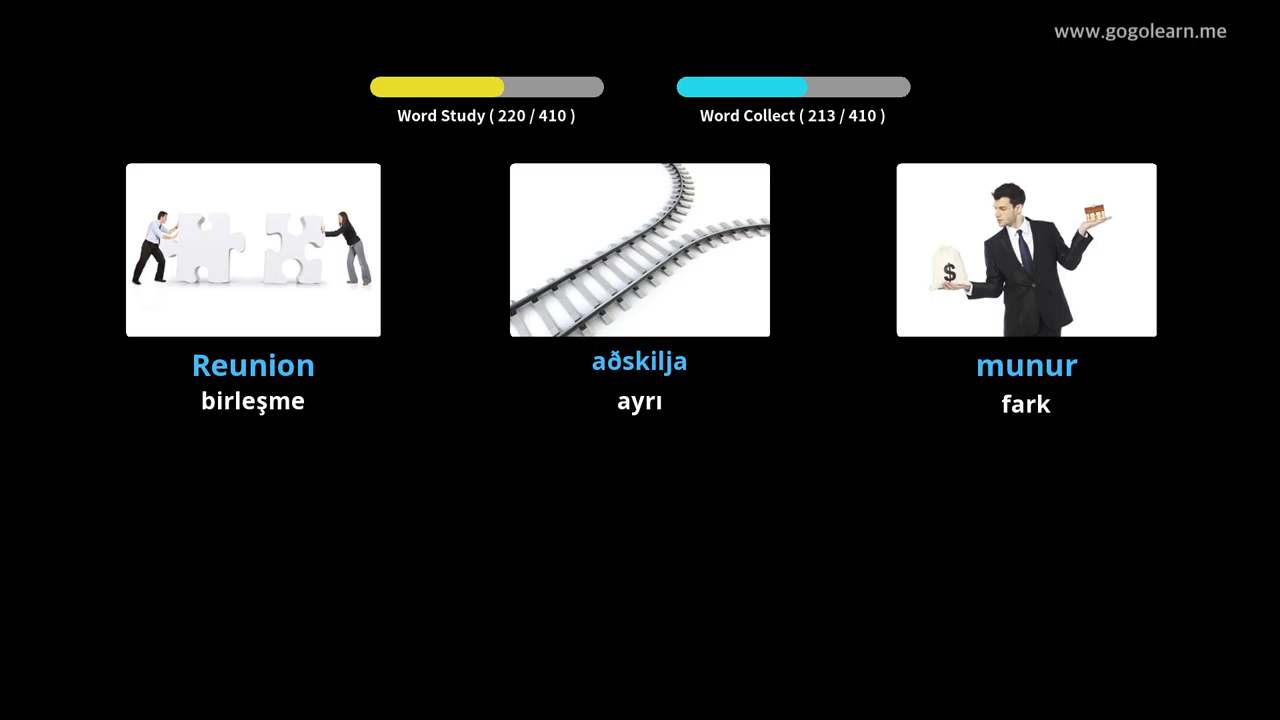 www.gogolearn.me
Word Study ( 220 / 410 )
Word Collect ( 213 / 410 )
$
Reunion
birleşme
aðskilja
ayrı
munur
fark